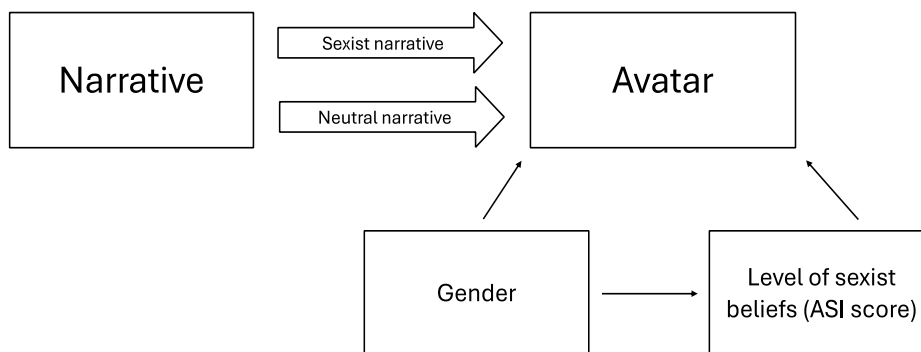 Narrative
Sexist narrative
Neutral narrative
Avatar
Gender
Level of sexist
beliefs (ASI score)